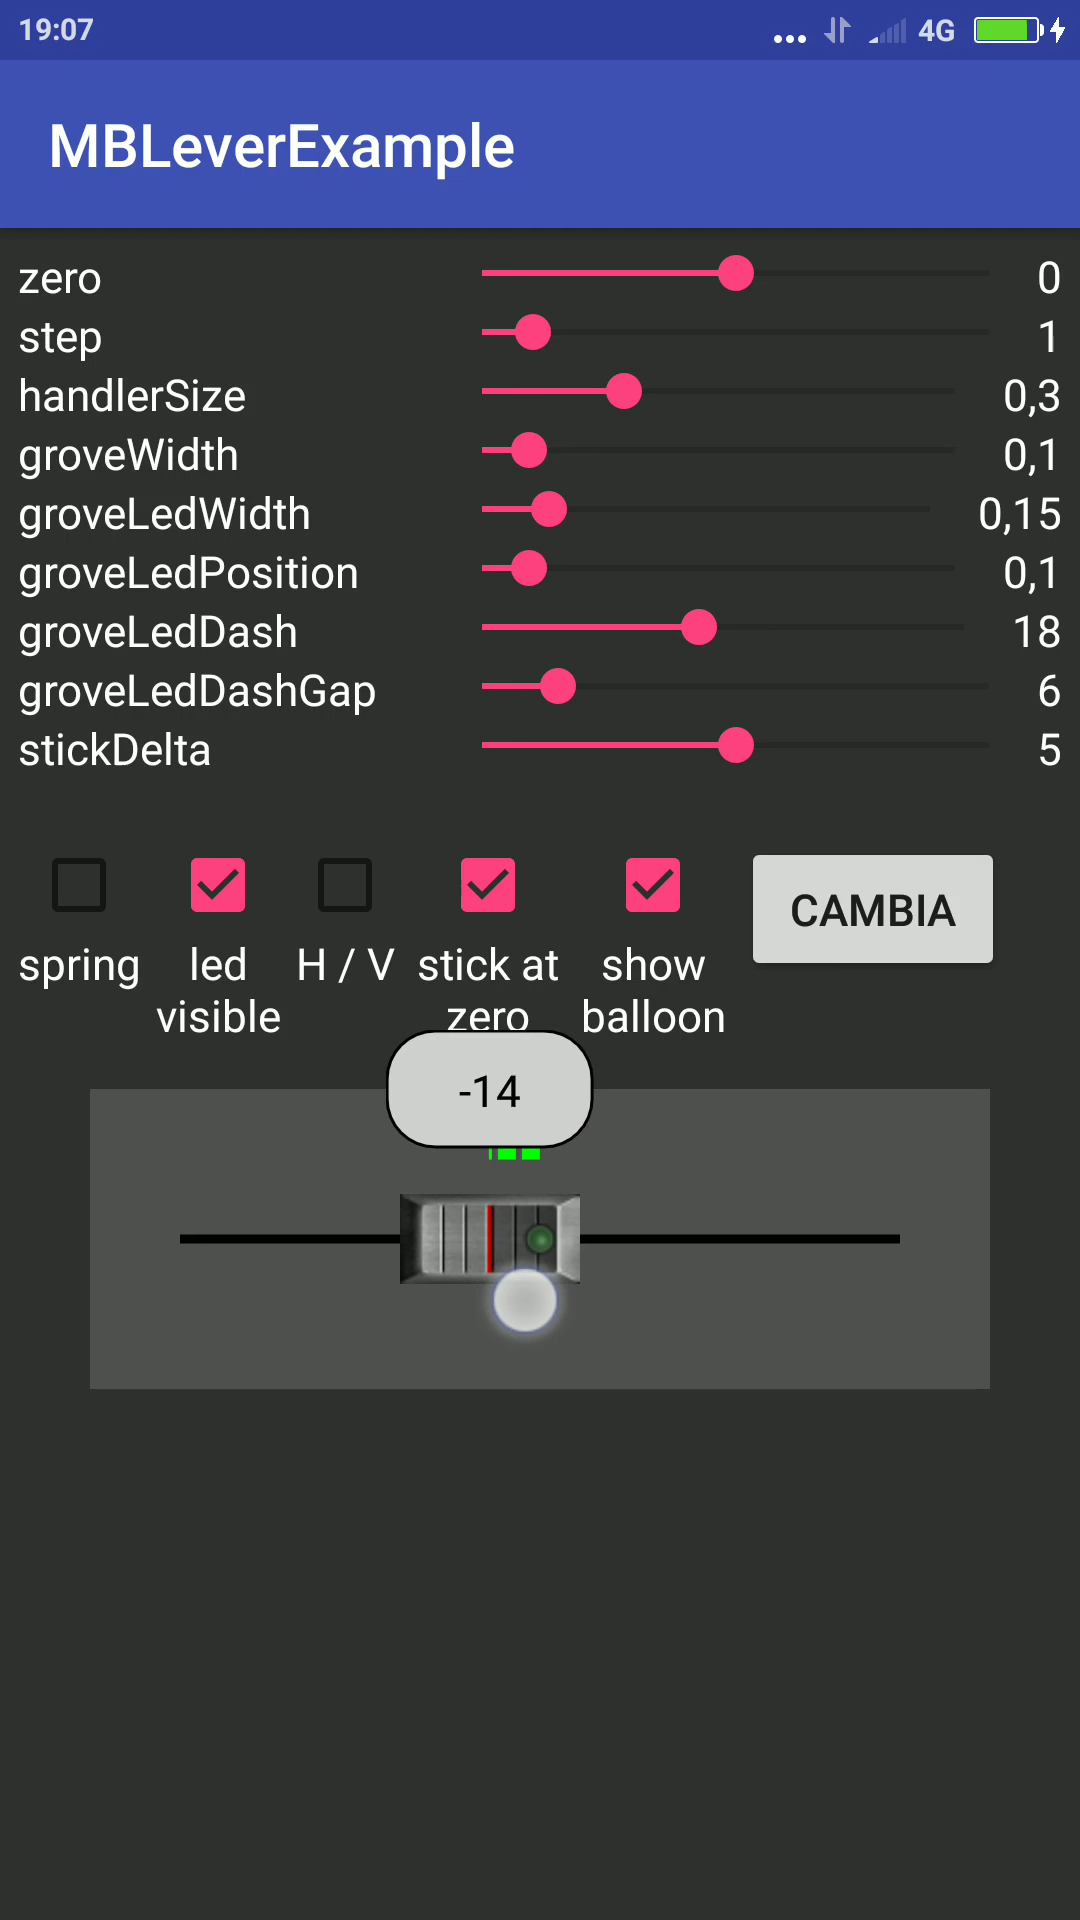 19:07 ... 4G
MBLeverExample
zero 0
step 1
handlerSize 0,3
groveWidth 0,1
groveLedWidth 0,15
groveLedPosition 0,1
groveLedDash 18
groveLedDashGap 6
stickDelta 5
CAMBIA
spring led H / V stick at show
visible zero balloon
-14